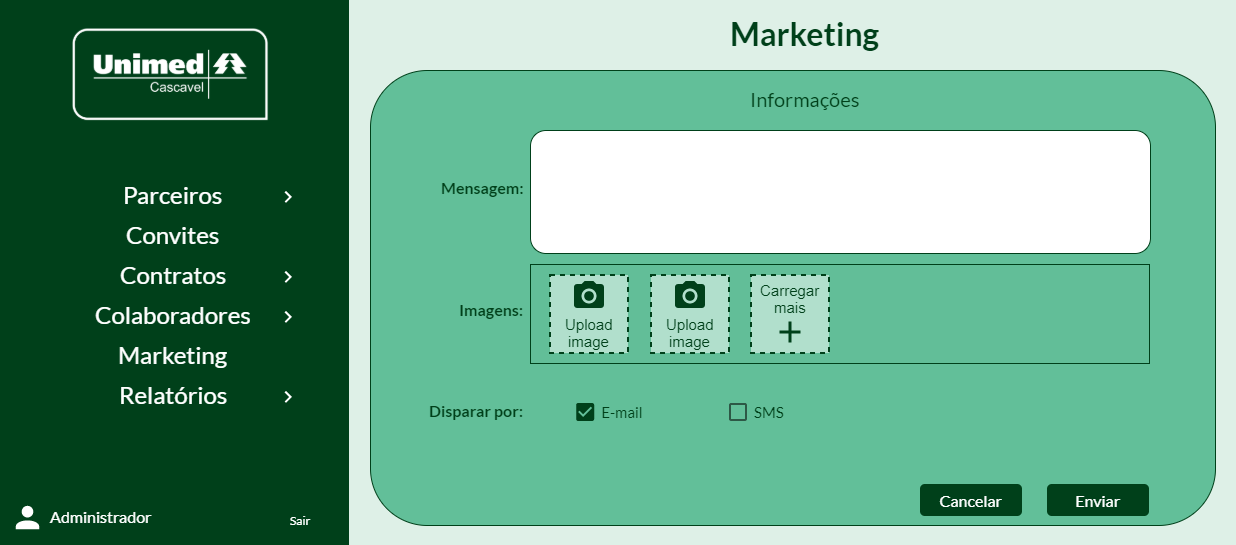 Unimed
Cascavel
Parceiros
Convites
Contratos
Colaboradores
Marketing
Relatórios
Administrador
Sair
Marketing
Informações
Mensagem:
Imagens:
Upload
image
Upload
image
Carregar
mais
Disparar por:
E-mail
SMS
Cancelar
Enviar